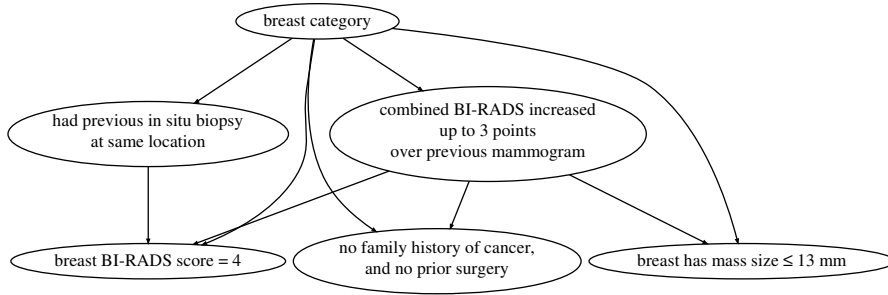 breast category
had previous in situ biopsy
at same location
combined BI-RADS increased
up to 3 points
over previous mammogram
breast BI-RADS score = 4
no family history of cancer,
and no prior surgery
breast has mass size ≤ 13 mm